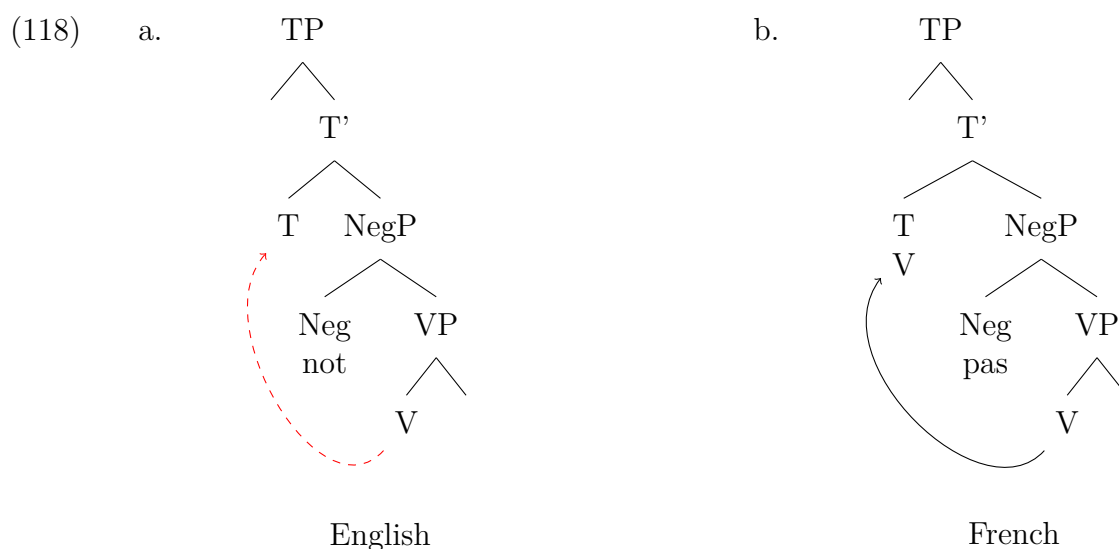 (118) a. TP b. TP
T' T'
T NegP T NegP
V
Neg VP Neg VP
not pas
V V
English French